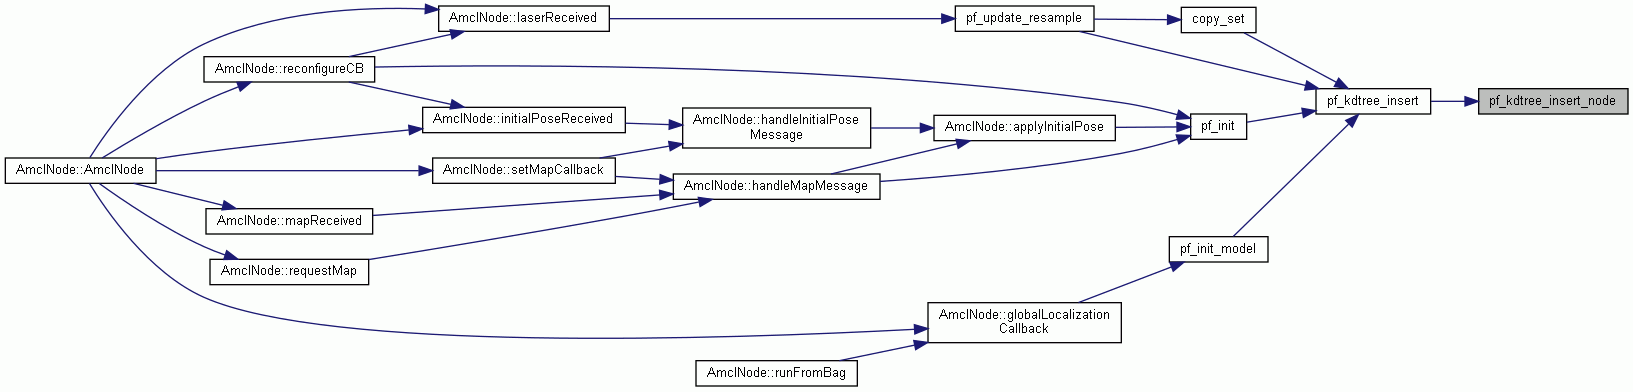 AmclNode::laserReceived
pf_update_resample
copy_set
AmclNode::reconfigureCB
pf_kdtree_insert
pf_kdtree_insert_node
AmclNode::initialPoseReceived
AmclNode::handleInitialPose
Message
AmclNode::applyInitialPose
pf_init
AmclNode::AmclNode
AmclNode::setMapCallback
AmclNode::handleMapMessage
AmclNode::mapReceived
pf_init_model
AmclNode::requestMap
AmclNode::globalLocalization
Callback
AmclNode::runFromBag